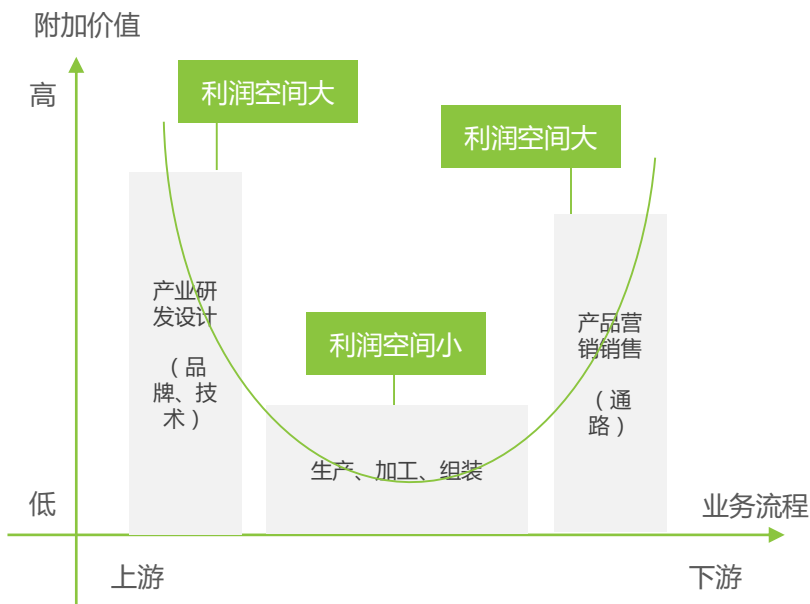 附加价值
高
利润空间大
利润空间大
产业研
发设计
（品
牌、技
术）
利润空间小
产品营
销销售
（通
路）
生产、加工、组装
低
业务流程
上游
下游